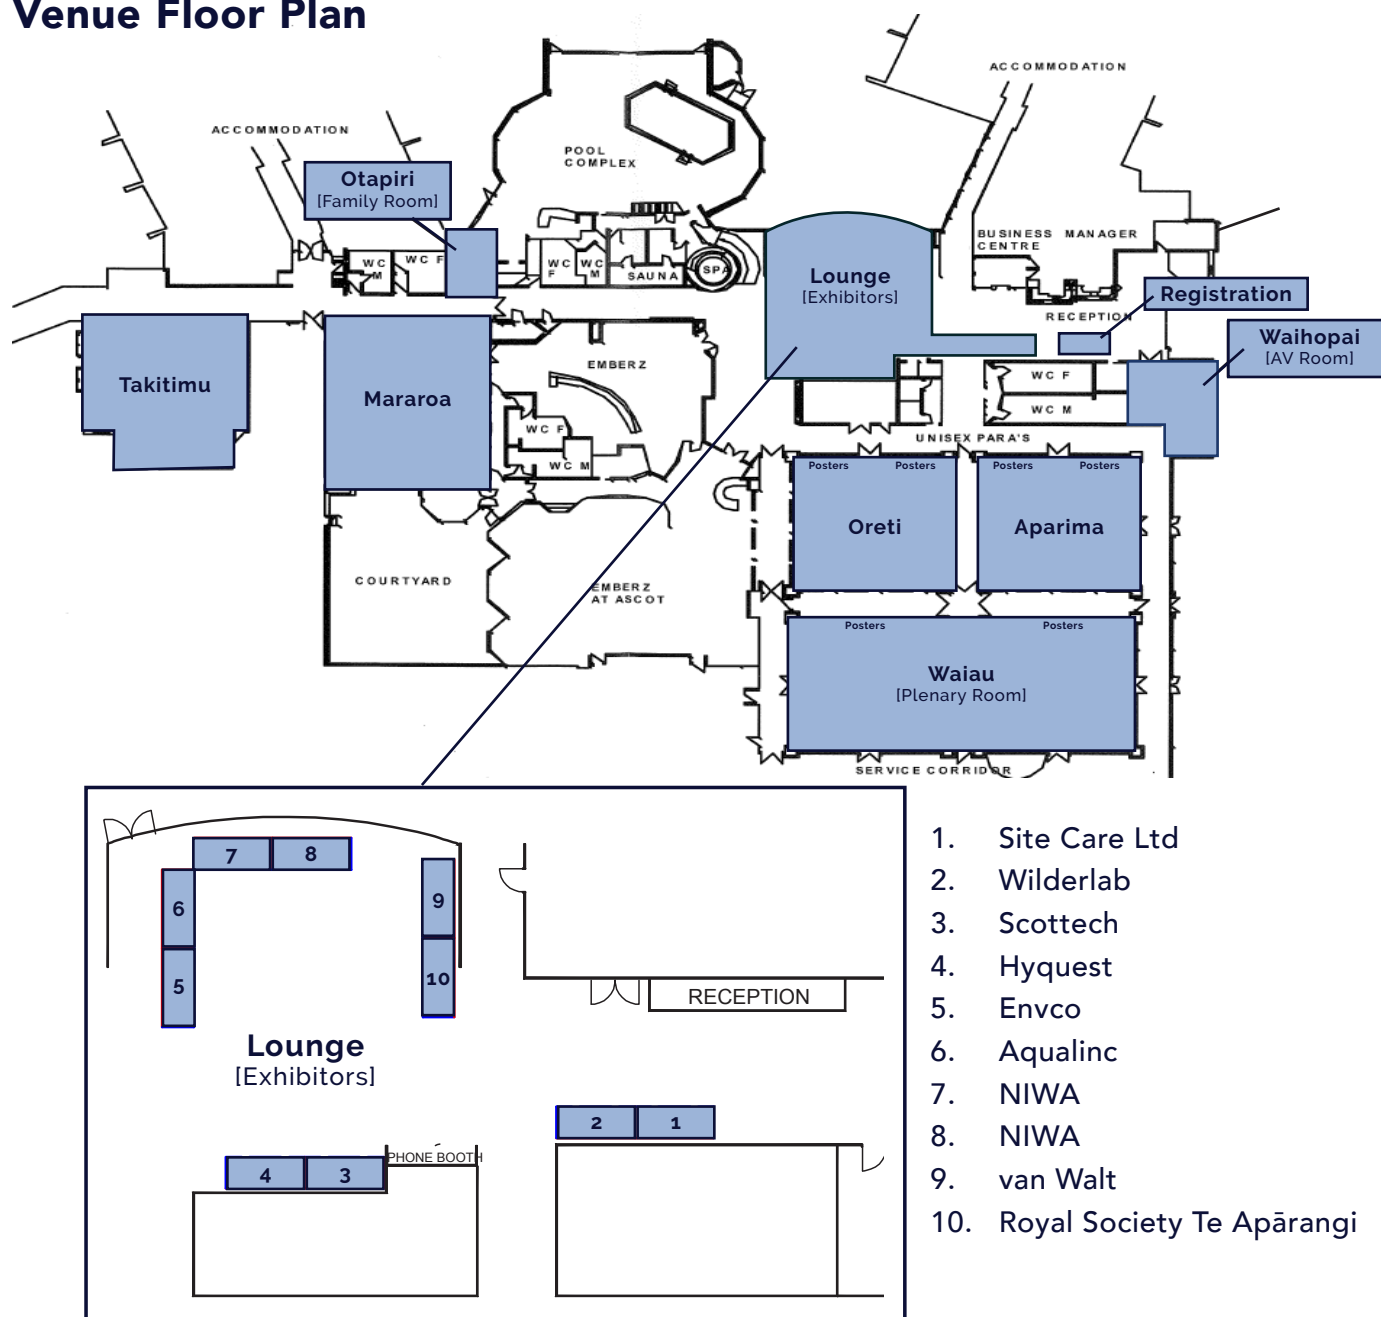 Venue Floor Plan
ACCOMMODATION
ACCOMMODATION
POOL
COMPLEX
Otapiri
[Family Room]
WC
M
WC F
WC
F
WC
M
SAUNA
SPA
Lounge
[Exhibitors]
BUSINESS MANAGER
CENTRE
RECEPTION
Registration
Waihopai
[AV Room]
Takitimu
Mararoa
EMBERZ
WC F
WC M
WC F
WC M
UNISEX PARA'S
Posters Posters
Posters Posters
Oreti
Aparima
COURTYARD
EMBERZ
AT ASCOT
Posters Posters
Waiau
[Plenary Room]
SERVICE CORRIDOR
7 8
6
5
9
10
RECEPTION
Lounge
[Exhibitors]
2 1
PHONE BOOTH
4 3
1. Site Care Ltd
2. Wilderlab
3. Scottech
4. Hyquest
5. Envco
6. Aqualinc
7. NIWA
8. NIWA
9. van Walt
10. Royal Society Te Apārangi